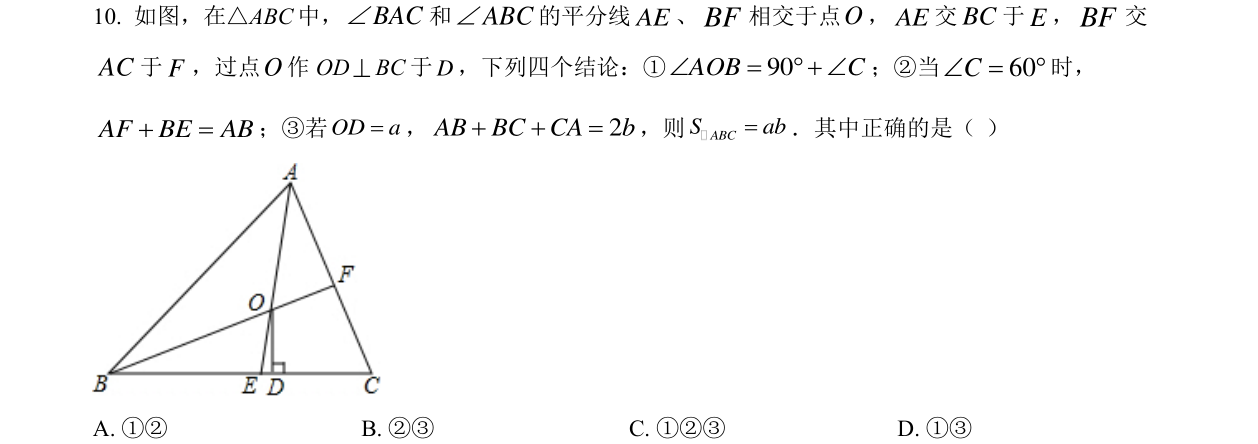 10. 如图，在△ABC中，∠BAC和∠ABC的平分线AE、BF相交于点O，AE交BC于E，BF交
AC于F，过点O作OD⊥BC于D，下列四个结论：①∠AOB=90°+∠C；②当∠C=60°时，
AF+BE=AB；③若OD=a，AB+BC+CA=2b，则S▯ABC=ab．其中正确的是（ ）
A
F
O
B
E D
C
A. ①② B. ②③ C. ①②③ D. ①③